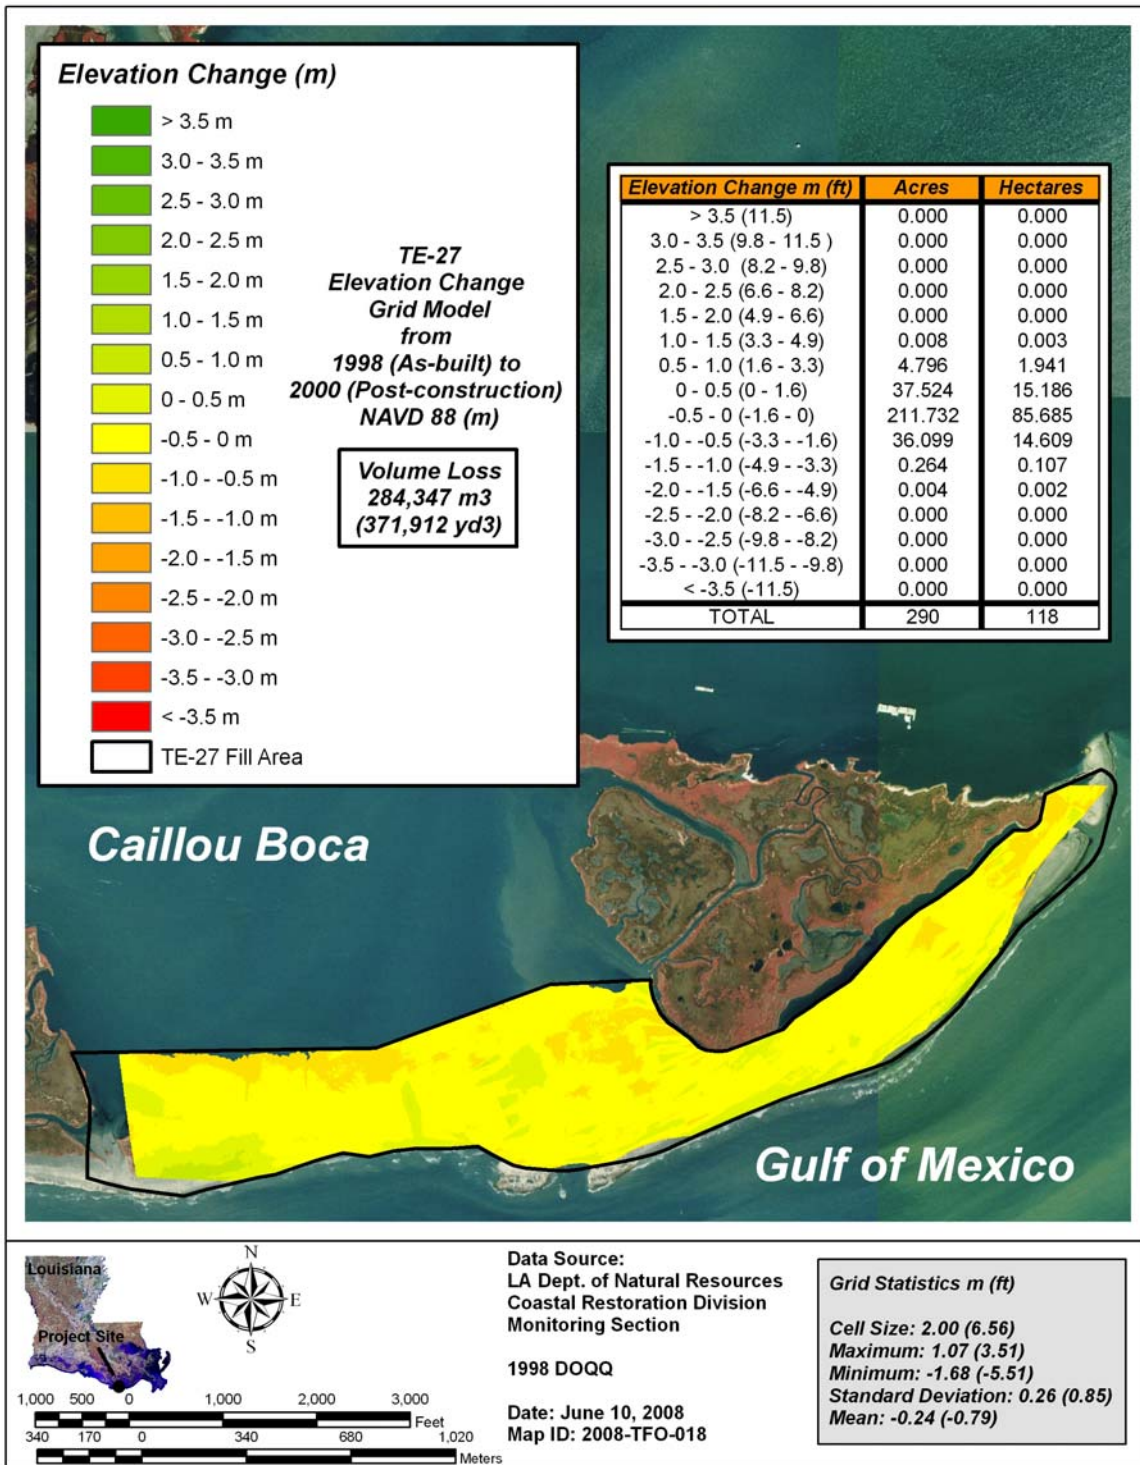 Elevation Change (m)
> 3.5 m
3.0 - 3.5 m
2.5 - 3.0 m
2.0 - 2.5 m
1.5 - 2.0 m
1.0 - 1.5 m
0.5 - 1.0 m
0 - 0.5 m
-0.5 - 0 m
-1.0 - -0.5 m
-1.5 - -1.0 m
-2.0 - -1.5 m
-2.5 - -2.0 m
-3.0 - -2.5 m
-3.5 - -3.0 m
< -3.5 m
TE-27 Fill Area
TE-27
Elevation Change
Grid Model
from
1998 (As-built) to
2000 (Post-construction)
NAVD 88 (m)
Volume Loss
284,347 m3
(371,912 yd3)
Elevation Change m (ft) Acres Hectares
> 3.5 (11.5) 0.000 0.000
3.0 - 3.5 (9.8 - 11.5 ) 0.000 0.000
2.5 - 3.0 (8.2 - 9.8) 0.000 0.000
2.0 - 2.5 (6.6 - 8.2) 0.000 0.000
1.5 - 2.0 (4.9 - 6.6) 0.000 0.000
1.0 - 1.5 (3.3 - 4.9) 0.008 0.003
0.5 - 1.0 (1.6 - 3.3) 4.796 1.941
0 - 0.5 (0 - 1.6) 37.524 15.186
-0.5 - 0 (-1.6 - 0) 211.732 85.685
-1.0 - -0.5 (-3.3 - -1.6) 36.099 14.609
-1.5 - -1.0 (-4.9 - -3.3) 0.264 0.107
-2.0 - -1.5 (-6.6 - -4.9) 0.004 0.002
-2.5 - -2.0 (-8.2 - -6.6) 0.000 0.000
-3.0 - -2.5 (-9.8 - -8.2) 0.000 0.000
-3.5 - -3.0 (-11.5 - -9.8) 0.000 0.000
< -3.5 (-11.5) 0.000 0.000
TOTAL 290 118
Caillou Boca
Gulf of Mexico
Louisiana
Project Site
N
W E
S
1,000 500 0 1,000 2,000 3,000
Feet
340 170 0 340 680 1,020
Meters
Data Source:
LA Dept. of Natural Resources
Coastal Restoration Division
Monitoring Section
1998 DOQQ
Date: June 10, 2008
Map ID: 2008-TFO-018
Grid Statistics m (ft)
Cell Size: 2.00 (6.56)
Maximum: 1.07 (3.51)
Minimum: -1.68 (-5.51)
Standard Deviation: 0.26 (0.85)
Mean: -0.24 (-0.79)